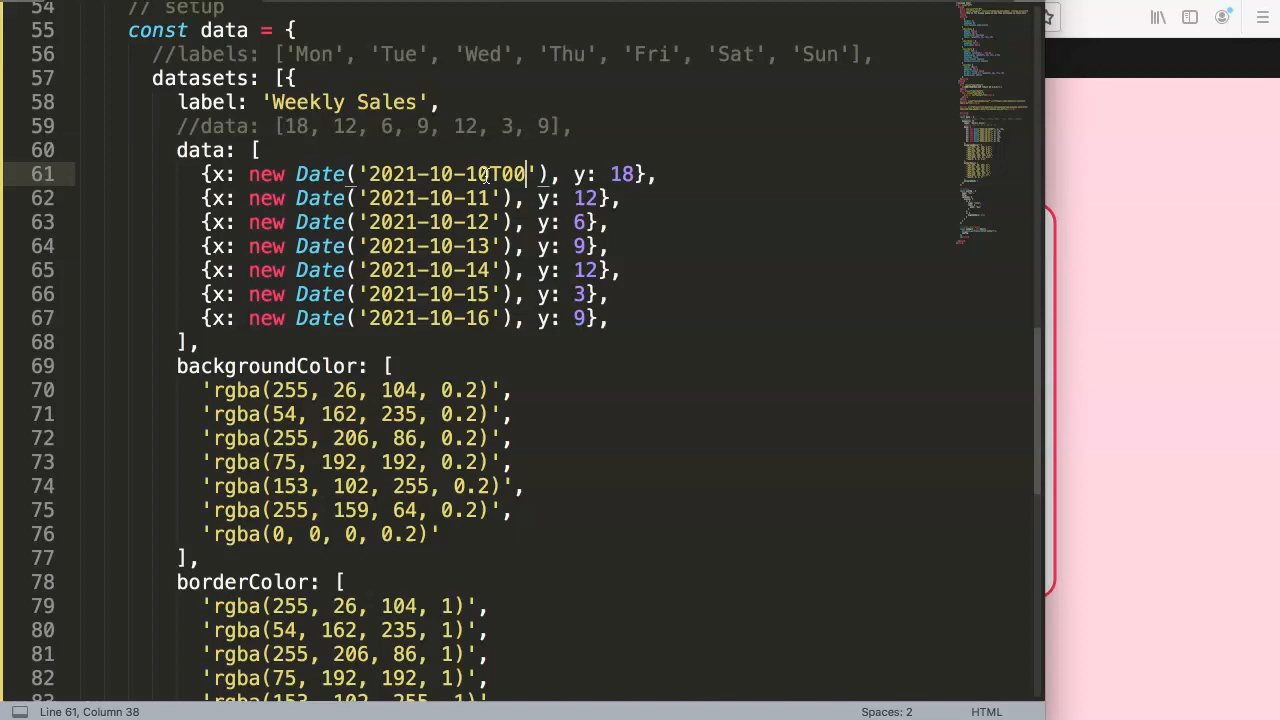 54 // setup
55 const data = {
56 //labels: ['Mon', 'Tue', 'Wed', 'Thu', 'Fri', 'Sat', 'Sun'],
57 datasets: [{
58 label: 'Weekly Sales',
59 //data: [18, 12, 6, 9, 12, 3, 9],
60 data: [
61 {x: new Date('2021-10-10T00'), y: 18},
62 {x: new Date('2021-10-11'), y: 12},
63 {x: new Date('2021-10-12'), y: 6},
64 {x: new Date('2021-10-13'), y: 9},
65 {x: new Date('2021-10-14'), y: 12},
66 {x: new Date('2021-10-15'), y: 3},
67 {x: new Date('2021-10-16'), y: 9},
68 ],
69 backgroundColor: [
70 'rgba(255, 26, 104, 0.2)',
71 'rgba(54, 162, 235, 0.2)',
72 'rgba(255, 206, 86, 0.2)',
73 'rgba(75, 192, 192, 0.2)',
74 'rgba(153, 102, 255, 0.2)',
75 'rgba(255, 159, 64, 0.2)',
76 'rgba(0, 0, 0, 0.2)'
77 ],
78 borderColor: [
79 'rgba(255, 26, 104, 1)',
80 'rgba(54, 162, 235, 1)',
81 'rgba(255, 206, 86, 1)',
82 'rgba(75, 192, 192, 1)',
83 'rgba(153, 102, 255, 1)'
Line 61, Column 38
Spaces: 2
HTML